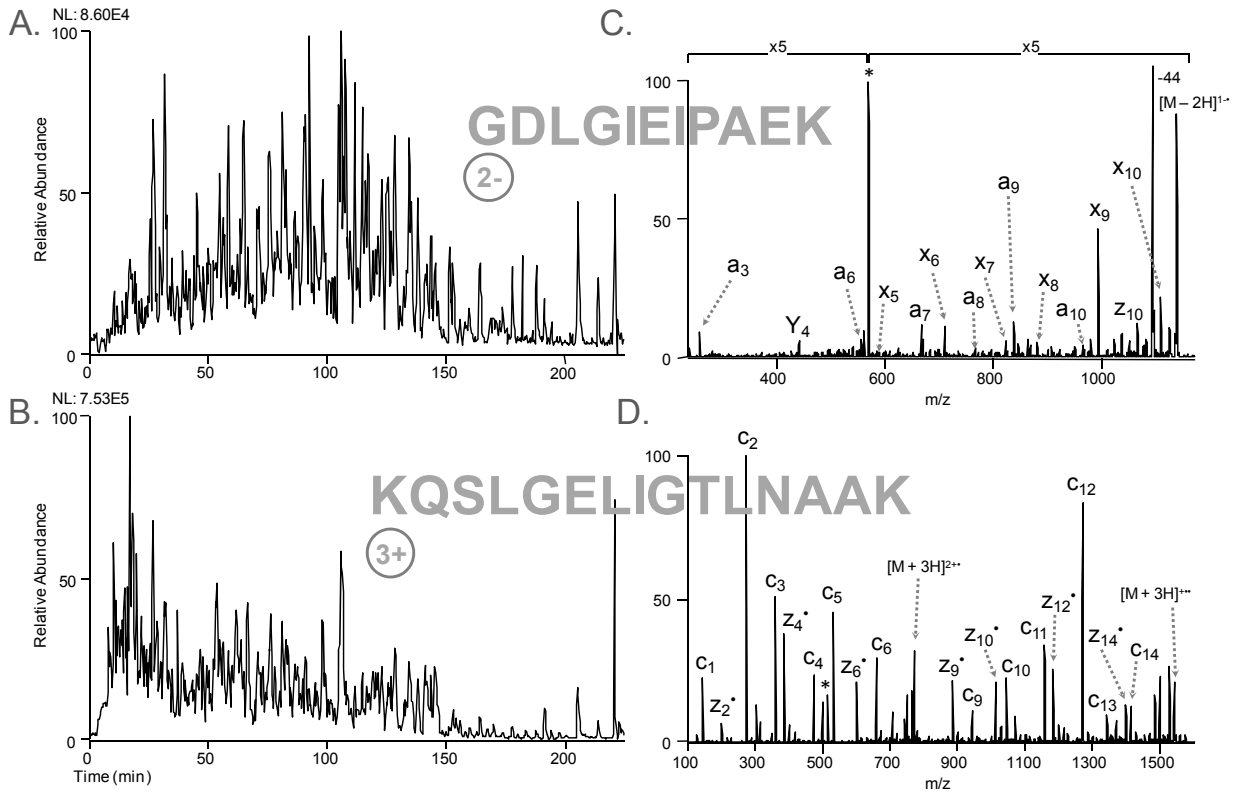 A.
NL: 8.60E4
100
50
0
Relative Abundance
0
50
100
150
200
GDLGIEIPAEK
2-
C.
x5
x5
100
50
0
*
-44
[M – 2H]¹⁻•
a₃
Y₄
a₆
x₅
a₇
x₆
a₈
x₇
a₉
x₈
a₁₀
x₉
z₁₀
x₁₀
400
600
800
1000
m/z
B.
NL: 7.53E5
100
50
0
Relative Abundance
0
50
100
150
200
Time (min)
KQSLGELIGTLNAAK
3+
D.
100
50
0
c₁
z₂•
c₂
c₃
z₄•
c₄
*
c₅
z₆•
c₆
[M + 3H]²⁺•
z₉•
c₉
z₁₀•
c₁₀
c₁₁
z₁₂•
c₁₂
c₁₃
z₁₄•
c₁₄
[M + 3H]⁺••
100
300
500
700
900
1100
1300
1500
m/z